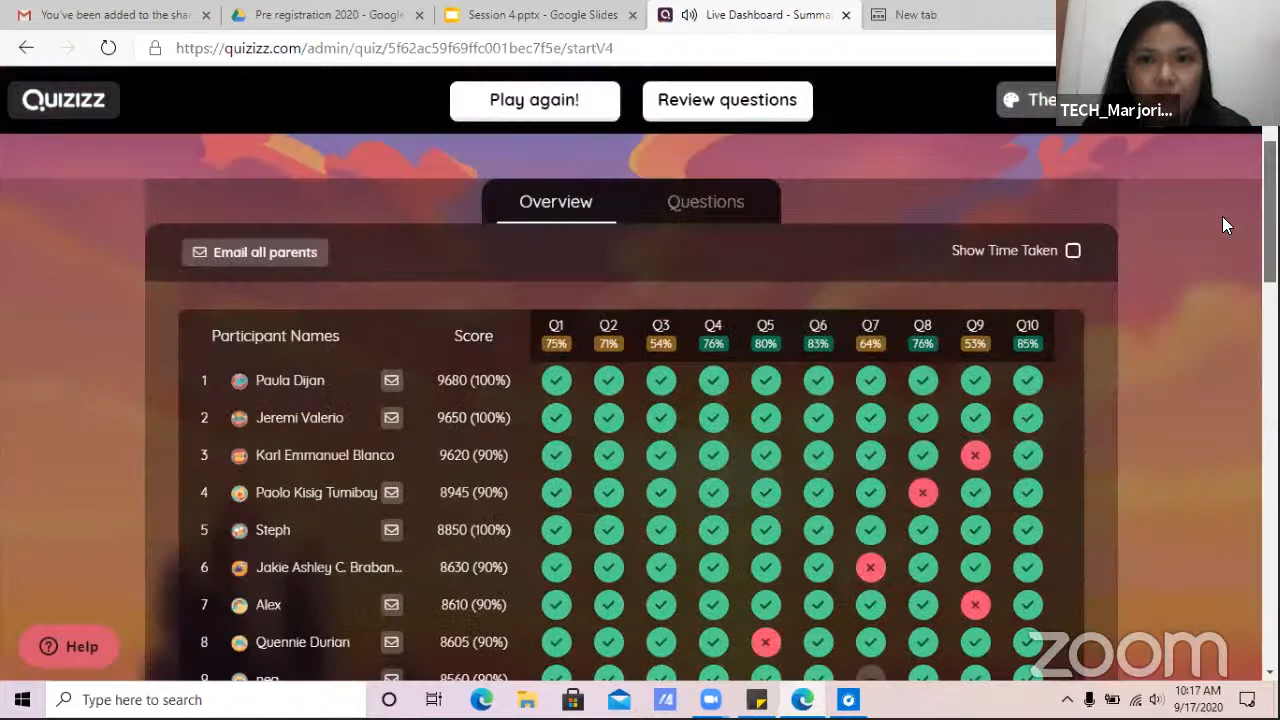 You've been added to the shar
Pre registration 2020 - Google
Session 4.pptx - Google Slides
Live Dashboard - Summa
New tab
https://quizizz.com/admin/quiz/5f62ac59f69ffc001bec7f5e/startV4
TECH_Marjori...
Quizizz
Play again!
Review questions
The
Overview
Questions
Email all parents
Show Time Taken
Participant Names Score Q1 Q2 Q3 Q4 Q5 Q6 Q7 Q8 Q9 Q10
75% 71% 54% 76% 80% 83% 64% 76% 53% 85%
1 Paula Dijan 9680 (100%)
2 Jeremi Valerio 9650 (100%)
3 Karl Emmanuel Blanco 9620 (90%)
4 Paolo Kisig Tumibay 8945 (90%)
5 Steph 8850 (100%)
6 Jakie Ashley C. Braban... 8630 (90%)
7 Alex 8610 (90%)
8 Quennie Durian 8605 (90%)
9 8560 (90%)
Help
zoom
Type here to search
10:17 AM
9/17/2020